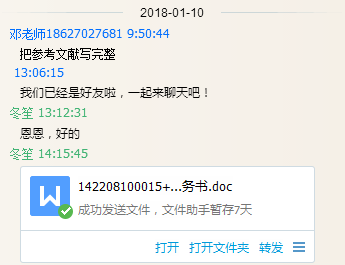 2018-01-10
邓老师18627027681 9:50:44
把参考文献写完整
13:06:15
我们已经是好友啦，一起来聊天吧！
冬笙 13:12:31
恩恩，好的
冬笙 14:15:45
142208100015+...务书.doc
成功发送文件，文件助手暂存7天
打开 打开文件夹 转发